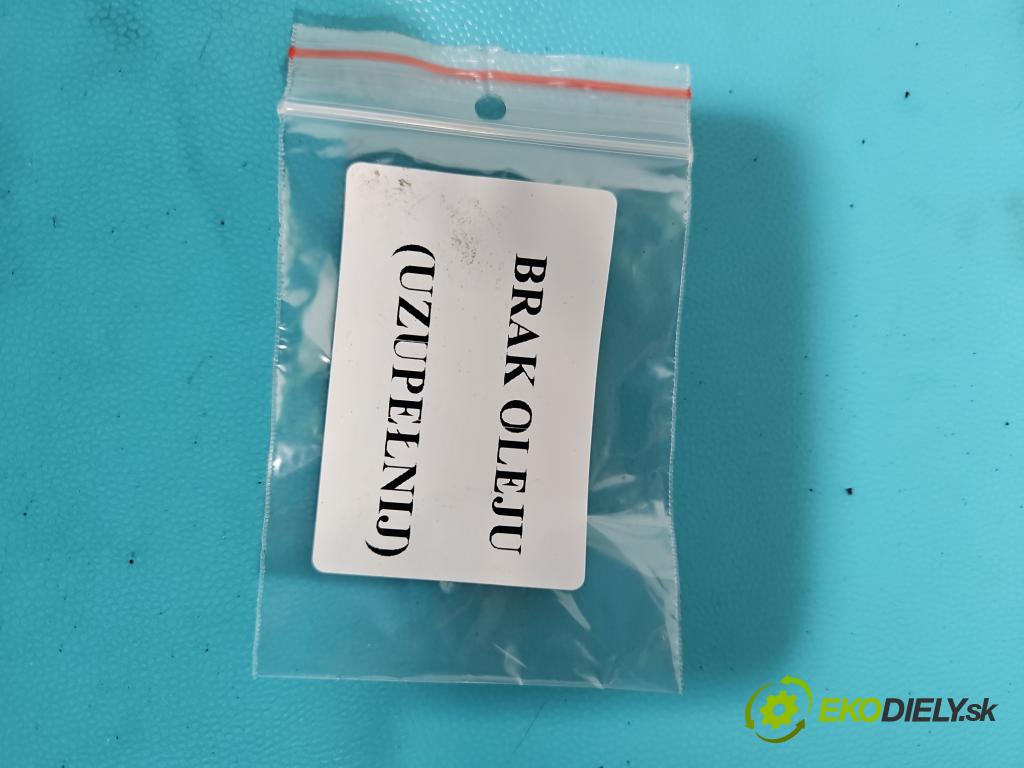 BRAK OLEJU
(UZUPEŁNIJ)
EKODIELY.sk